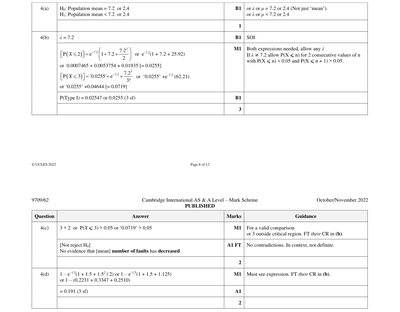 4(a) H₀: Population mean = 7.2 or 2.4 B1 or λ or μ = 7.2 or 2.4 (Not just ‘mean’).
H₁: Population mean < 7.2 or 2.4 or λ or μ < 7.2 or 2.4
1
4(b) λ = 7.2 B1 SOI
[P(X ⩽ 2)] = e^−7.2 (1 + 7.2 + 7.2²/2) or e^−7.2(1 + 7.2 + 25.92) M1 Both expressions needed, allow any λ
or 0.0007465 + 0.0053754 + 0.01935 [= 0.0255] If λ ≠ 7.2 allow P(X ⩽ n) for 2 consecutive values of n
with P(X ⩽ n) < 0.05 and P(X ⩽ n + 1) > 0.05.
[P(X ⩽ 3)] = ‘0.0255’ + e^−7.2 × 7.2³/3! or ‘0.0255’ + e^−7.2 (62.21)
or ‘0.0255’ + 0.04644 [= 0.0719]
P(Type I) = 0.02547 or 0.0255 (3 sf) B1
3
© UCLES 2022 Page 8 of 12
9709/62 Cambridge International AS & A Level – Mark Scheme October/November 2022
PUBLISHED
Question Answer Marks Guidance
4(c) 3 > 2 or P(X ⩽ 3) > 0.05 or ‘0.0719’ > 0.05 M1 For a valid comparison
or 3 outside critical region. FT their CR in (b).
[Not reject H₀] A1 FT No contradictions. In context, not definite.
No evidence that [mean] number of faults has decreased
2
4(d) 1 – e^−1.5(1 + 1.5 + 1.5²/ 2) or 1 – e^−1.5(1 + 1.5 + 1.125) M1 Must see expression. FT their CR in (b).
or 1 – (0.2231 + 0.3347 + 0.2510)
= 0.191 (3 sf) A1
2